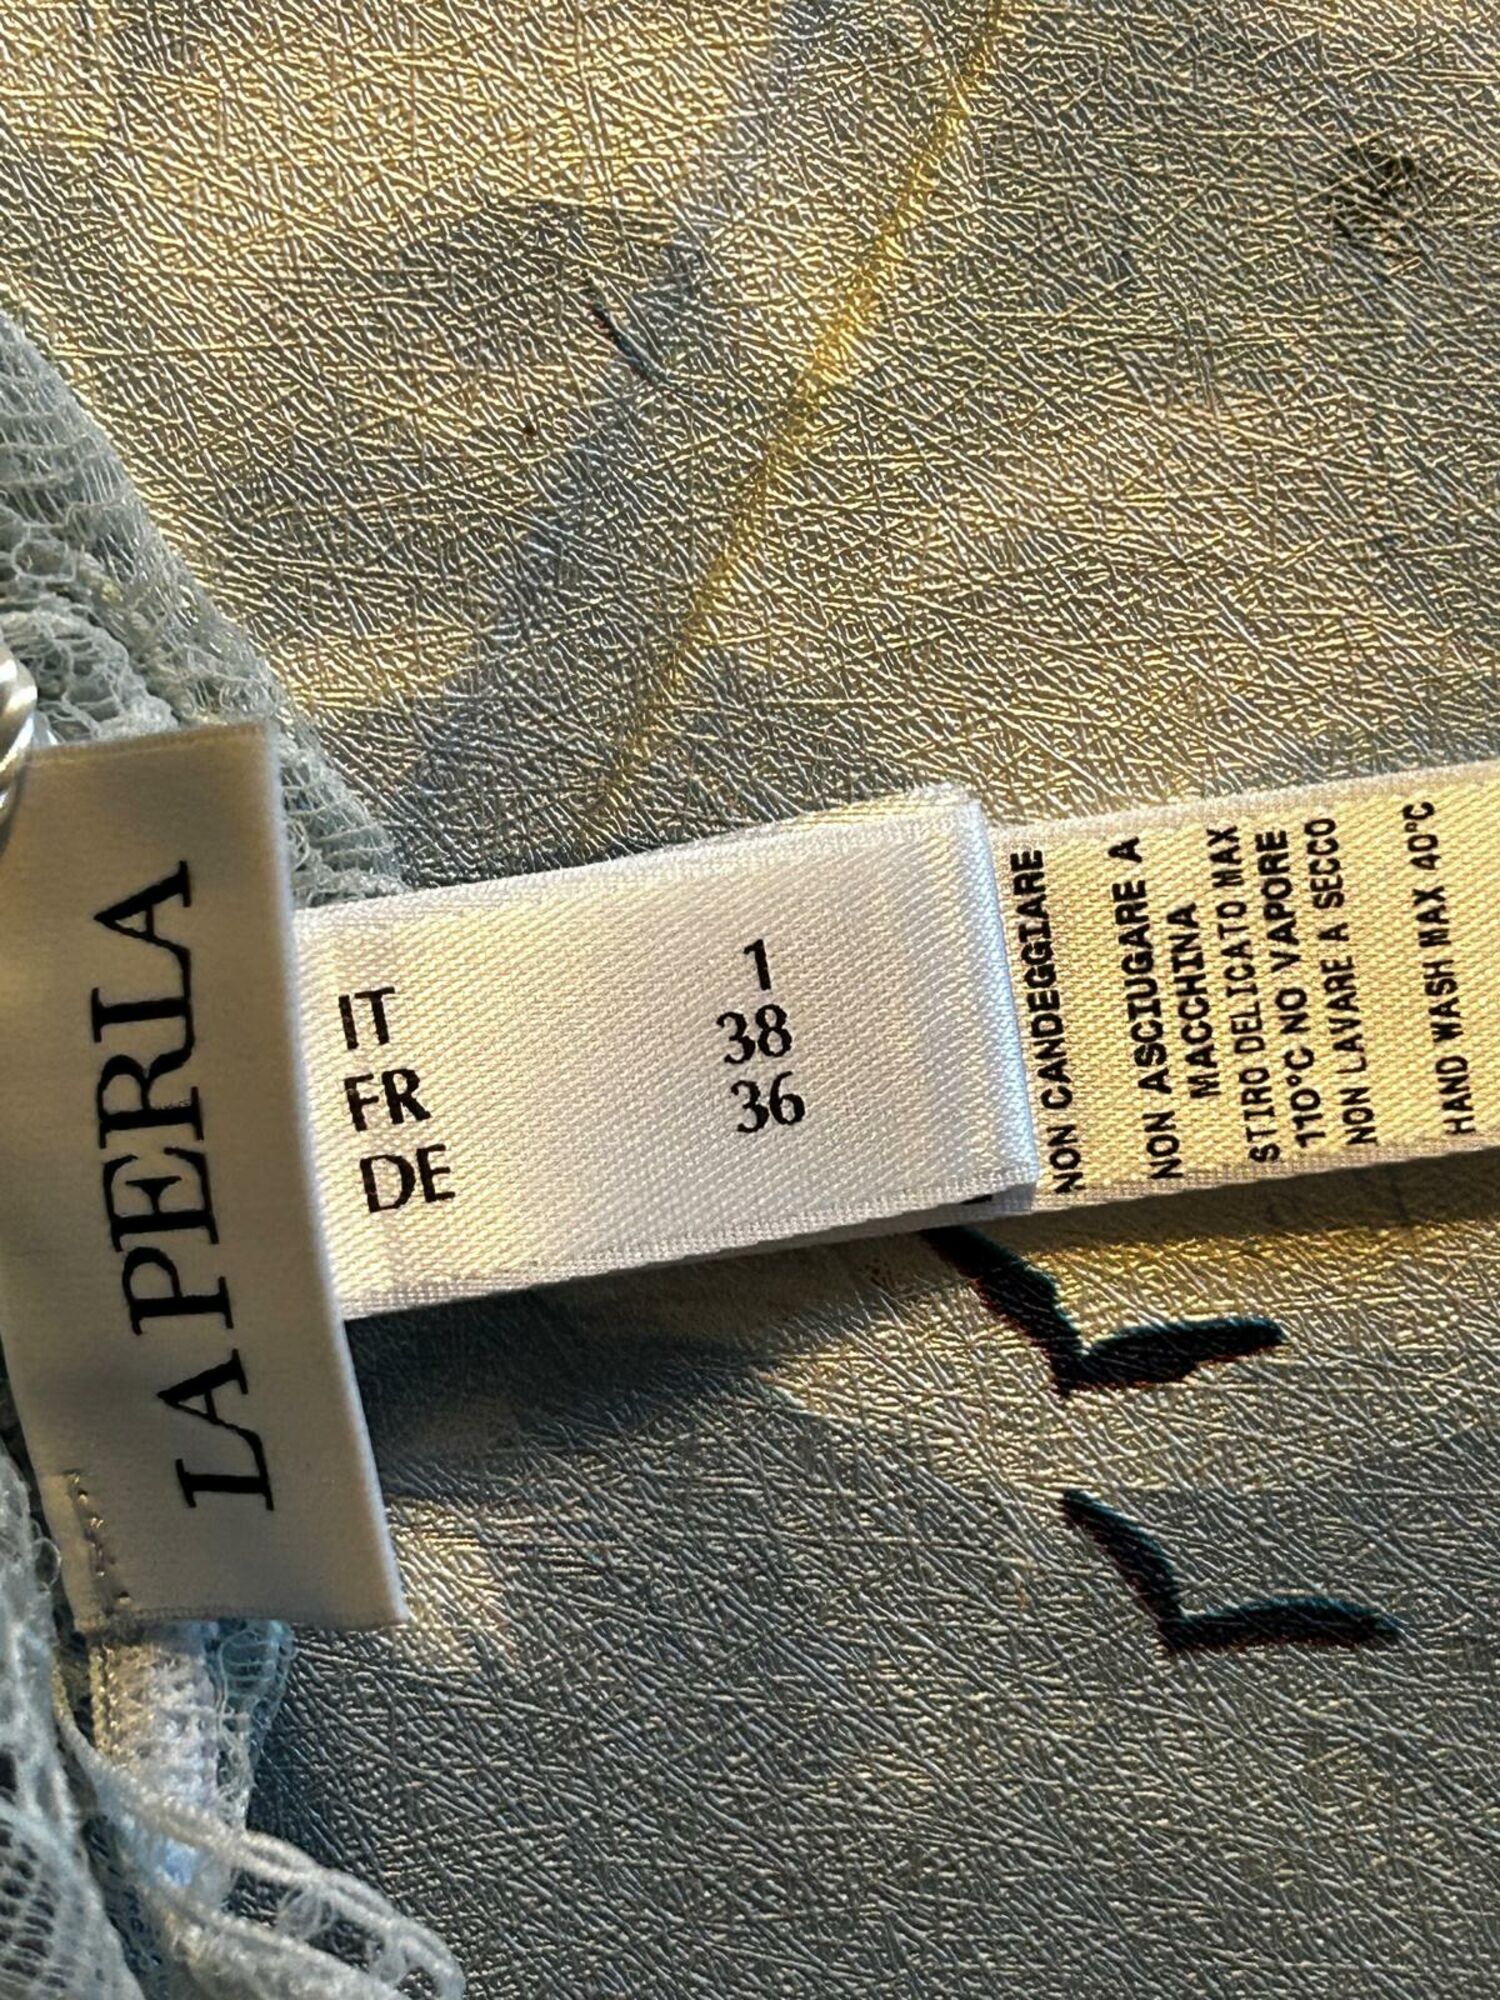 LA PERLA
IT 1
FR 38
DE 36
NON CANDEGGIARE
NON ASCIUGARE A
MACCHINA
STIRO DELICATO MAX
110°C NO VAPORE
NON LAVARE A SECCO
HAND WASH MAX 40°C